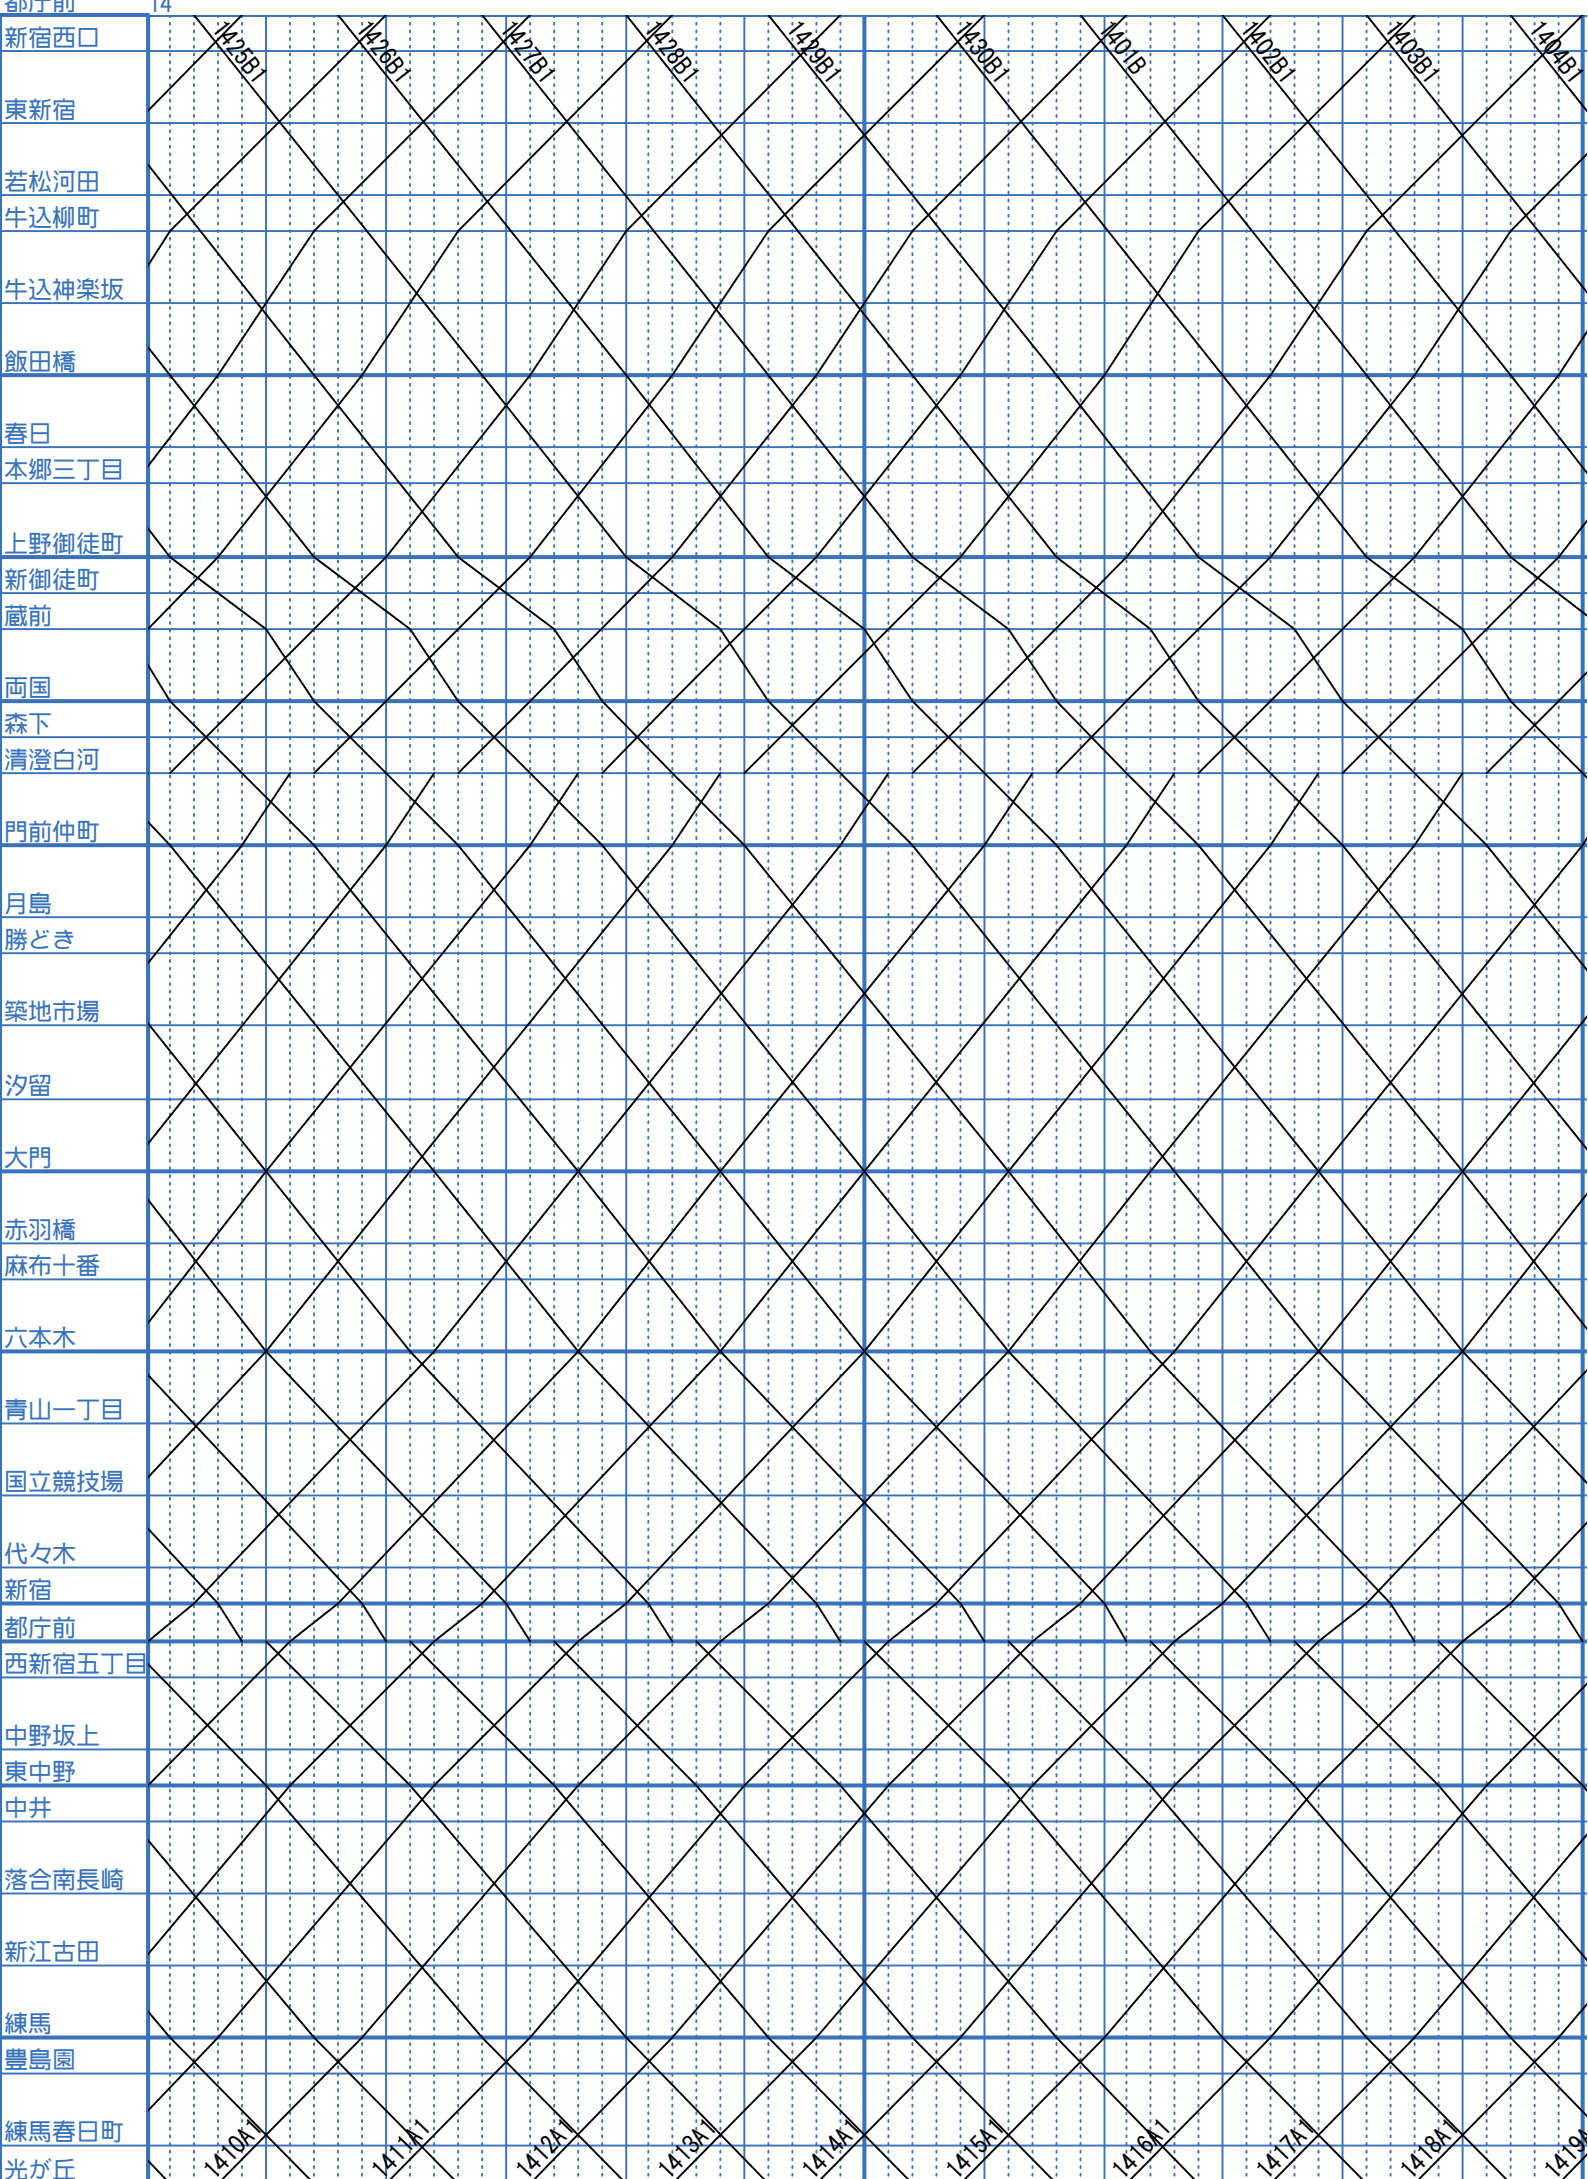 都庁前 14
新宿西口
1425B1 1426B1 1427B1 1428B1 1429B1 1430B1 1401B 1402B1 1403B1 1404B1
東新宿
若松河田
牛込柳町
牛込神楽坂
飯田橋
春日
本郷三丁目
上野御徒町
新御徒町
蔵前
両国
森下
清澄白河
門前仲町
月島
勝どき
築地市場
汐留
大門
赤羽橋
麻布十番
六本木
青山一丁目
国立競技場
代々木
新宿
都庁前
西新宿五丁目
中野坂上
東中野
中井
落合南長崎
新江古田
練馬
豊島園
練馬春日町
1410A1 1411A1 1412A1 1413A1 1414A1 1415A1 1416A1 1417A1 1418A1 1419A
光が丘